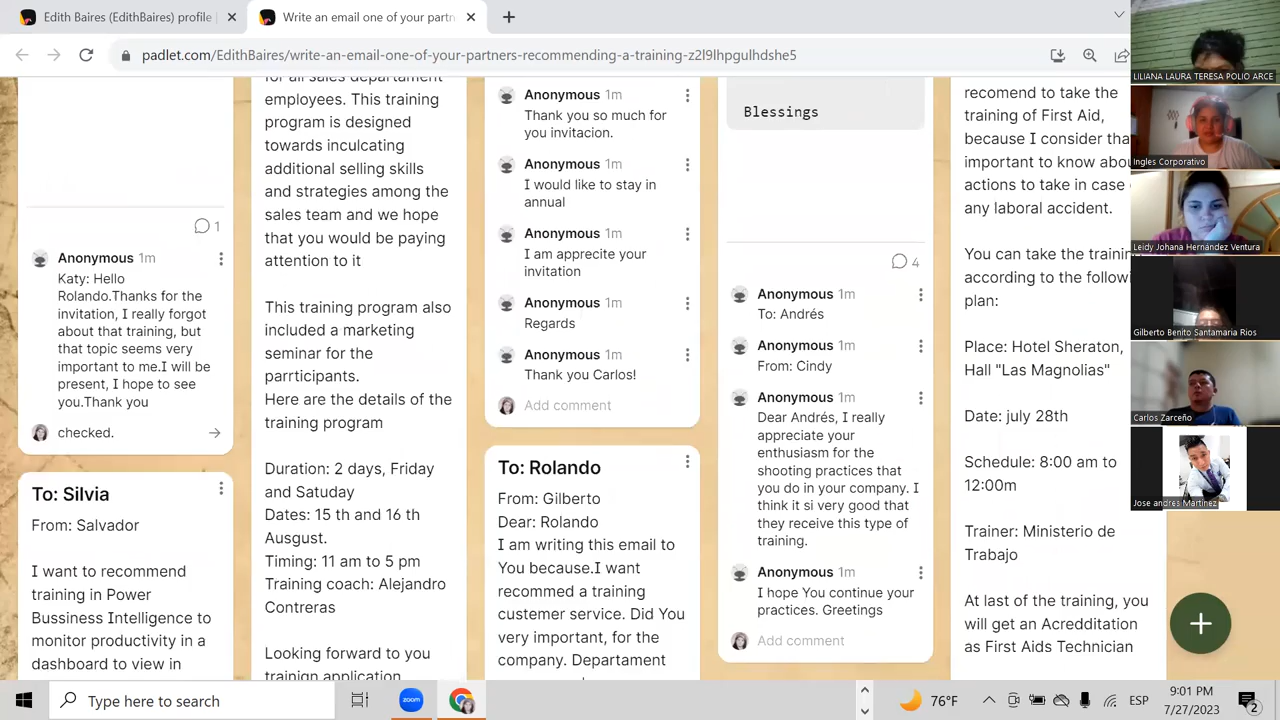 Edith Baires (EdithBaires) profile |
Write an email one of your partn
padlet.com/EdithBaires/write-an-email-one-of-your-partners-recommending-a-training-z2l9lhpgulhdshe5
1
Anonymous 1m
Katy: Hello
Rolando.Thanks for the
invitation, I really forgot
about that training, but
that topic seems very
important to me.I will be
present, I hope to see
you.Thank you
checked.
To: Silvia
From: Salvador
I want to recommend
training in Power
Bussiness Intelligence to
monitor productivity in a
dashboard to view in
for all sales departament
employees. This training
program is designed
towards inculcating
additional selling skills
and strategies among the
sales team and we hope
that you would be paying
attention to it
This training program also
included a marketing
seminar for the
parrticipants.
Here are the details of the
training program
Duration: 2 days, Friday
and Satuday
Dates: 15 th and 16 th
Ausgust.
Timing: 11 am to 5 pm
Training coach: Alejandro
Contreras
Looking forward to you
trainign application
Anonymous 1m
Thank you so much for
you invitacion.
Anonymous 1m
I would like to stay in
annual
Anonymous 1m
I am apprecite your
invitation
Anonymous 1m
Regards
Anonymous 1m
Thank you Carlos!
Add comment
To: Rolando
From: Gilberto
Dear: Rolando
I am writing this email to
You because.I want
recommed a training
custemer service. Did You
very important, for the
company. Departament
Blessings
4
Anonymous 1m
To: Andrés
Anonymous 1m
From: Cindy
Anonymous 1m
Dear Andrés, I really
appreciate your
enthusiasm for the
shooting practices that
you do in your company. I
think it si very good that
they receive this type of
training.
Anonymous 1m
I hope You continue your
practices. Greetings
Add comment
recomend to take the
training of First Aid,
because I consider tha
important to know abou
actions to take in case
any laboral accident.
You can take the trainin
according to the followi
plan:
Place: Hotel Sheraton,
Hall "Las Magnolias"
Date: july 28th
Schedule: 8:00 am to
12:00m
Trainer: Ministerio de
Trabajo
At last of the training, you
will get an Acredditation
as First Aids Technician
LILIANA LAURA TERESA POLIO ARCE
Ingles Corporativo
Leidy Johana Hernández Ventura
Gilberto Benito Santamaria Rios
Carlos Zarceño
Jose andres Martinez
Type here to search
zoom
76°F
ESP
9:01 PM
7/27/2023
2